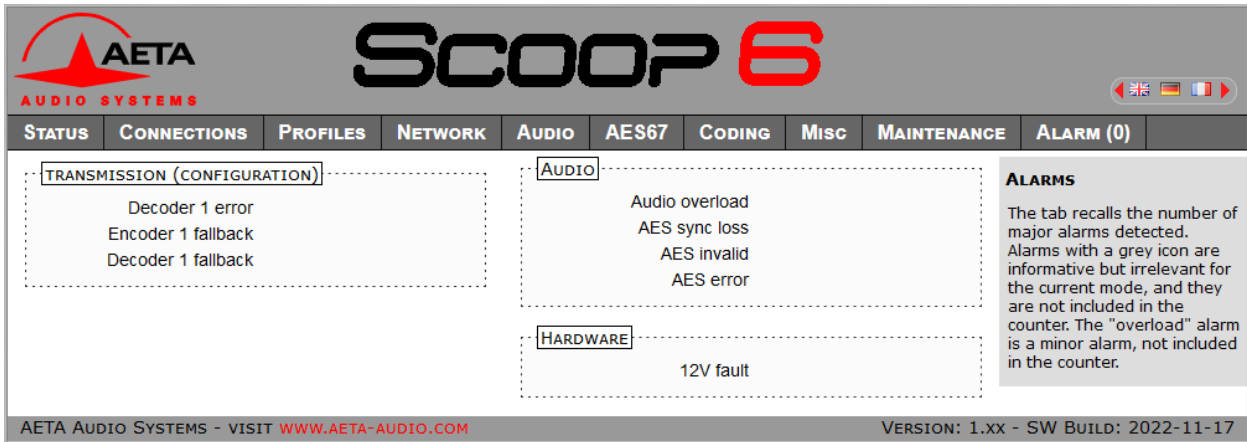 AETA
AUDIO SYSTEMS
SCOOP 6
STATUS CONNECTIONS PROFILES NETWORK AUDIO AES67 CODING MISC MAINTENANCE ALARM (0)
TRANSMISSION (CONFIGURATION)
Decoder 1 error
Encoder 1 fallback
Decoder 1 fallback
AUDIO
Audio overload
AES sync loss
AES invalid
AES error
HARDWARE
12V fault
ALARMS
The tab recalls the number of
major alarms detected.
Alarms with a grey icon are
informative but irrelevant for
the current mode, and they
are not included in the
counter. The "overload" alarm
is a minor alarm, not included
in the counter.
AETA AUDIO SYSTEMS - VISIT WWW.AETA-AUDIO.COM
VERSION: 1.XX - SW BUILD: 2022-11-17